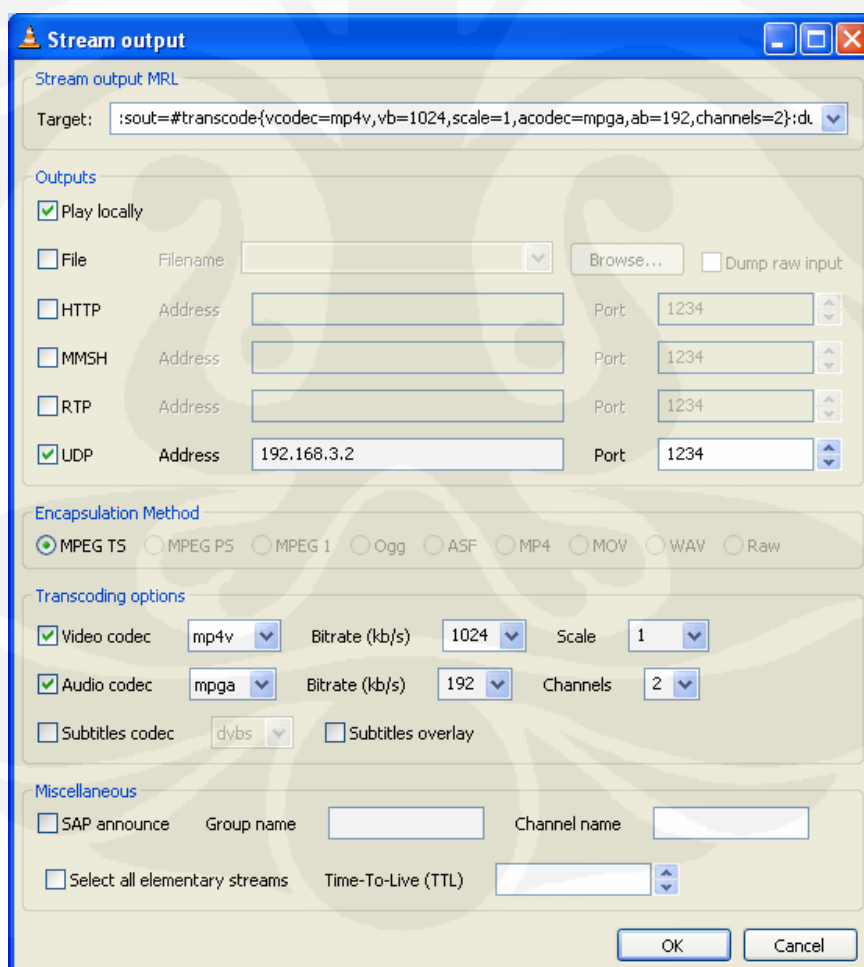 Stream output
Stream output MRL
Target: :sout=#transcode{vcodec=mp4v,vb=1024,scale=1,acodec=mpga,ab=192,channels=2}:du
Outputs
Play locally
File Filename Browse... Dump raw input
HTTP Address Port 1234
MMSH Address Port 1234
RTP Address Port 1234
UDP Address 192.168.3.2 Port 1234
Encapsulation Method
MPEG TS MPEG PS MPEG 1 Ogg ASF MP4 MOV WAV Raw
Transcoding options
Video codec mp4v Bitrate (kb/s) 1024 Scale 1
Audio codec mpga Bitrate (kb/s) 192 Channels 2
Subtitles codec dvbs Subtitles overlay
Miscellaneous
SAP announce Group name Channel name
Select all elementary streams Time-To-Live (TTL)
OK Cancel